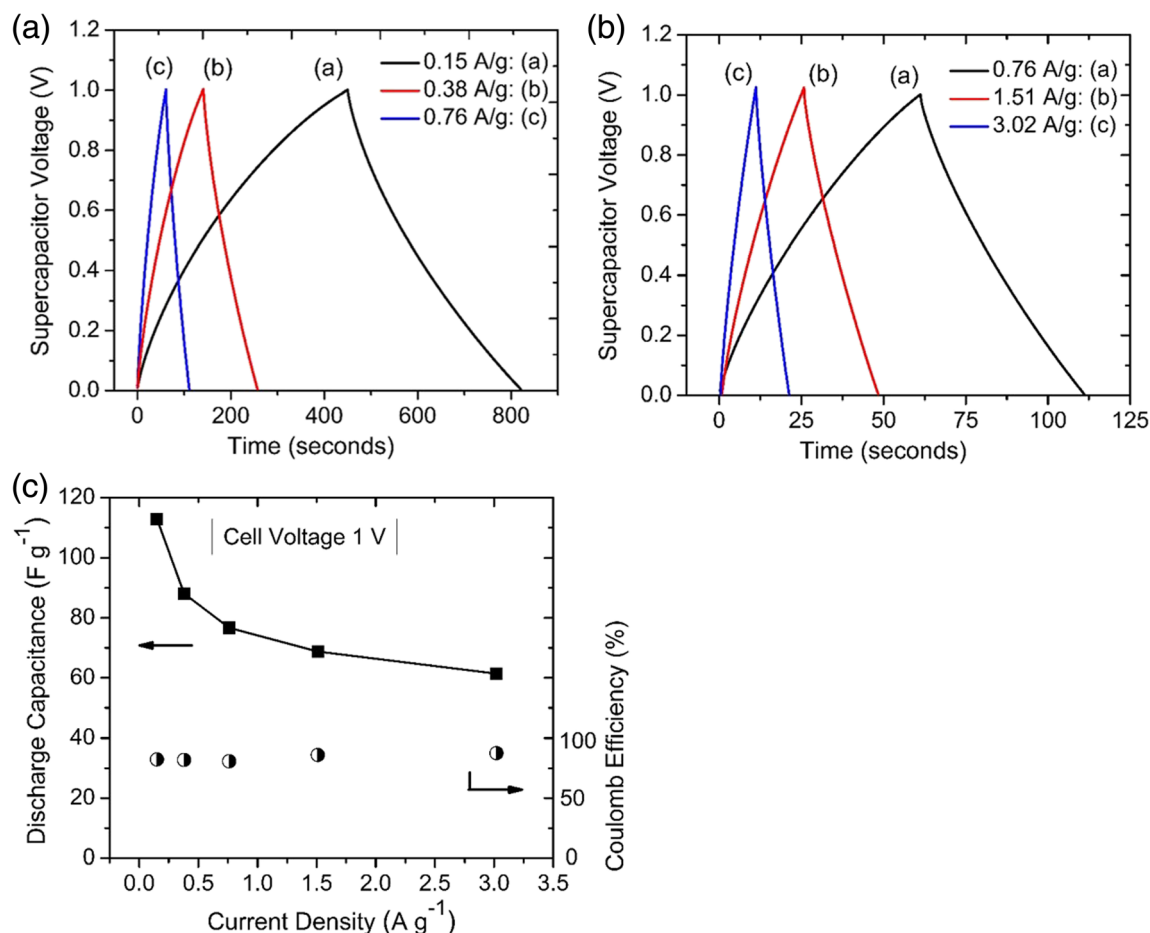 (a)
1.2
1.0
0.8
0.6
0.4
0.2
0.0
Supercapacitor Voltage (V)
(c)
(b)
(a)
0.15 A/g: (a)
0.38 A/g: (b)
0.76 A/g: (c)
0 200 400 600 800
Time (seconds)
(b)
1.2
1.0
0.8
0.6
0.4
0.2
0.0
Supercapacitor Voltage (V)
(c)
(b)
(a)
0.76 A/g: (a)
1.51 A/g: (b)
3.02 A/g: (c)
0 25 50 75 100 125
Time (seconds)
(c)
120
100
80
60
40
20
0
Discharge Capacitance (F g⁻¹)
Cell Voltage 1 V
100
50
0
Coulomb Efficiency (%)
0.0 0.5 1.0 1.5 2.0 2.5 3.0 3.5
Current Density (A g⁻¹)